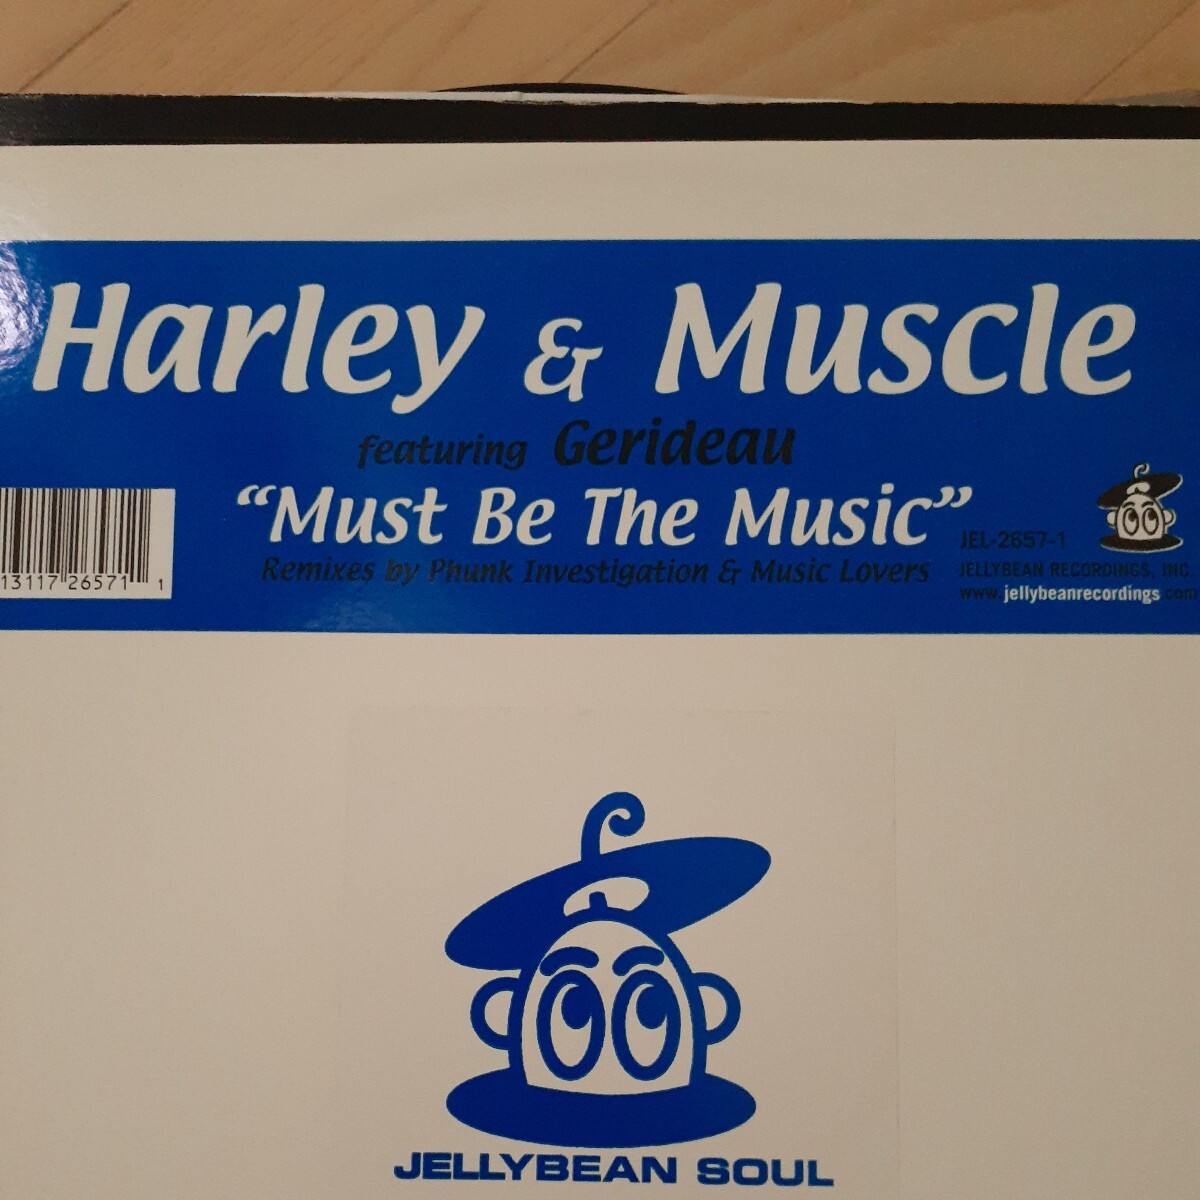 Harley & Muscle
featuring Gerideau
“Must Be The Music”
Remixes by Phunk Investigation & Music Lovers
13117 26571 1
JEL-2657-1
JELLYBEAN RECORDINGS, INC.
www.jellybeanrecordings.com
JELLYBEAN SOUL